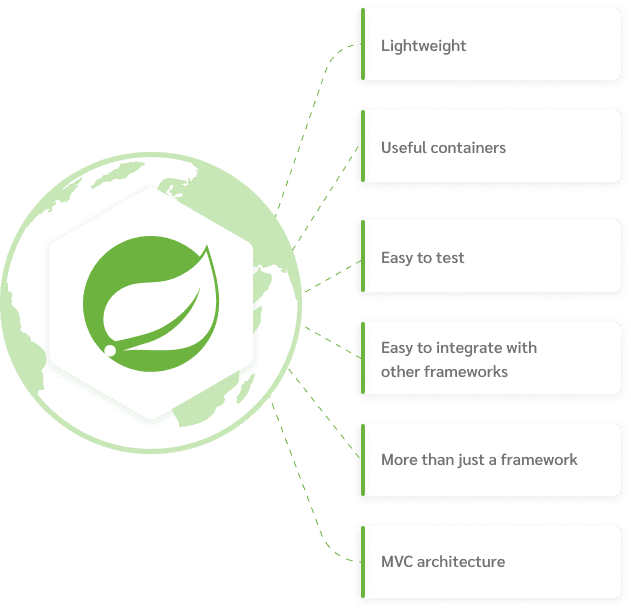 Lightweight
Useful containers
Easy to test
Easy to integrate with
other frameworks
More than just a framework
MVC architecture